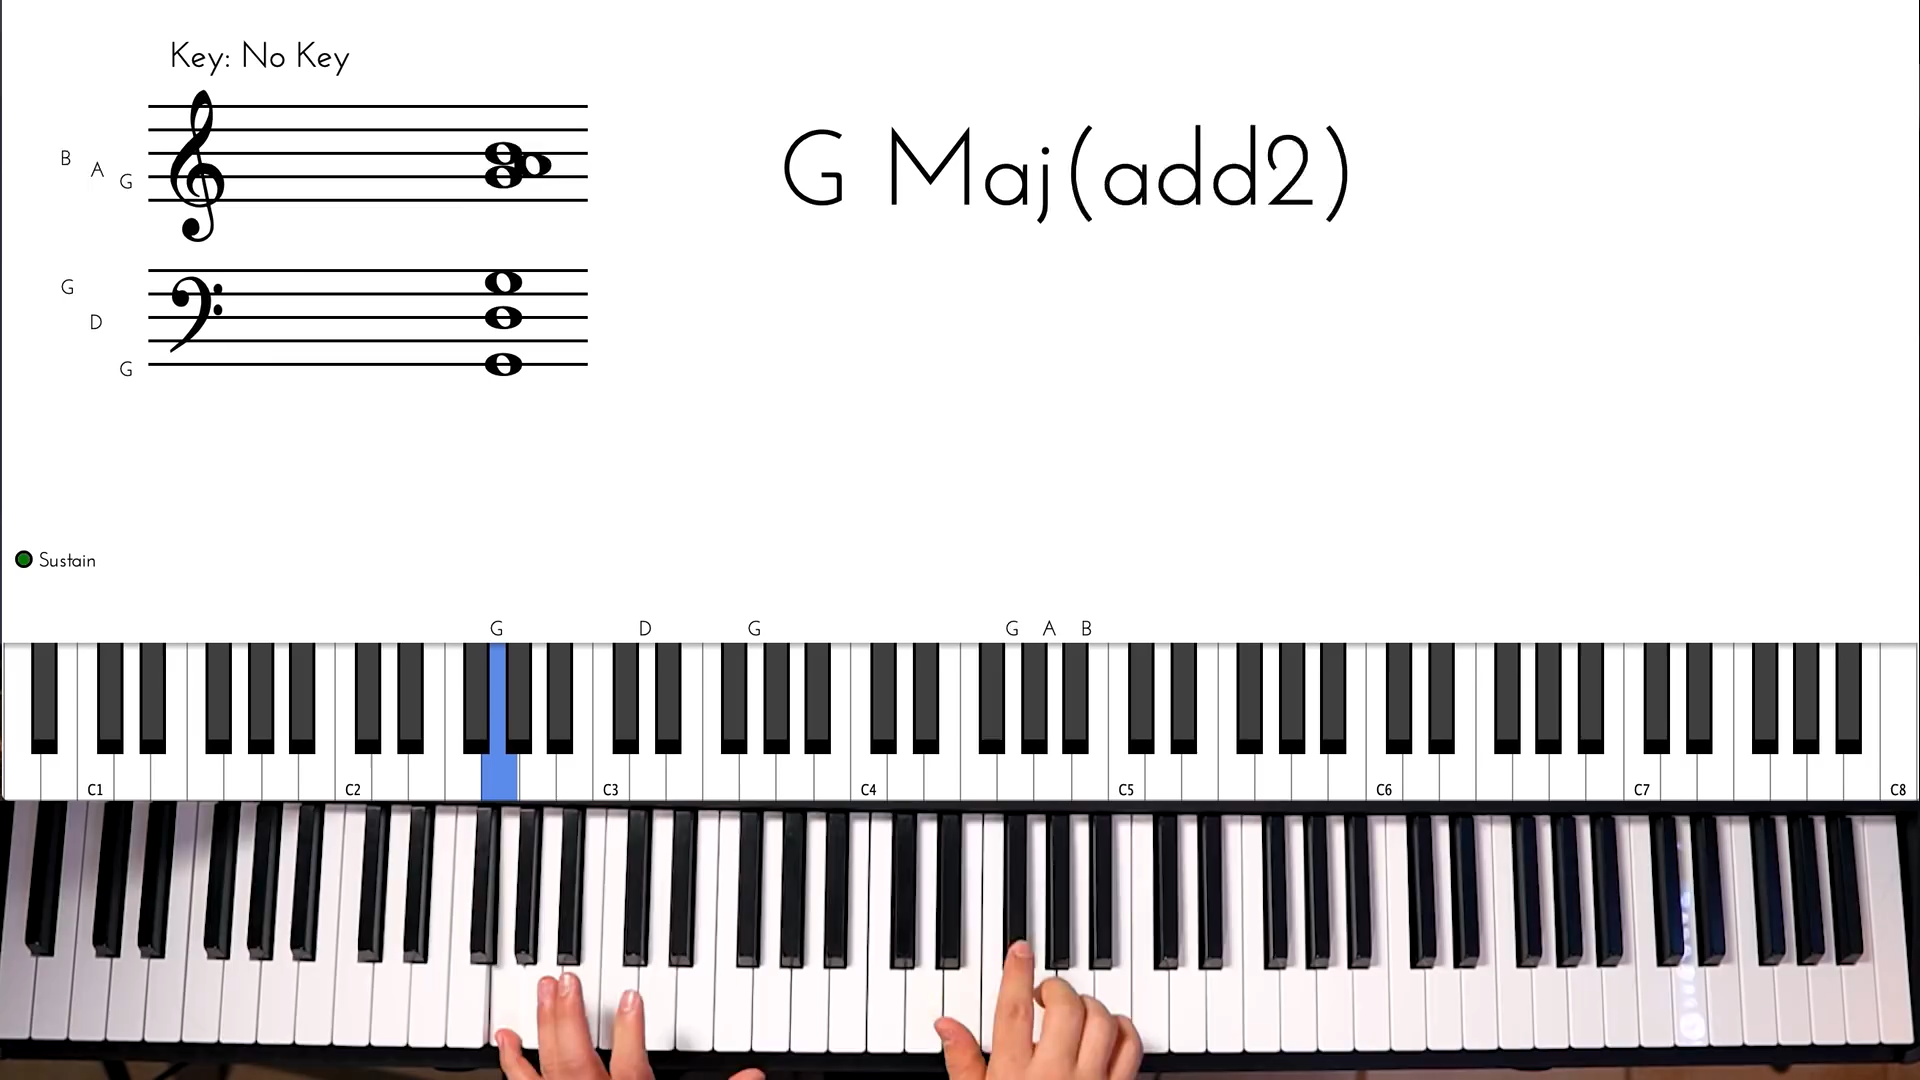 Key: No Key
G Maj(add2)
B A G
G D G
Sustain
G D G G A B
C1 C2 C3 C4 C5 C6 C7 C8